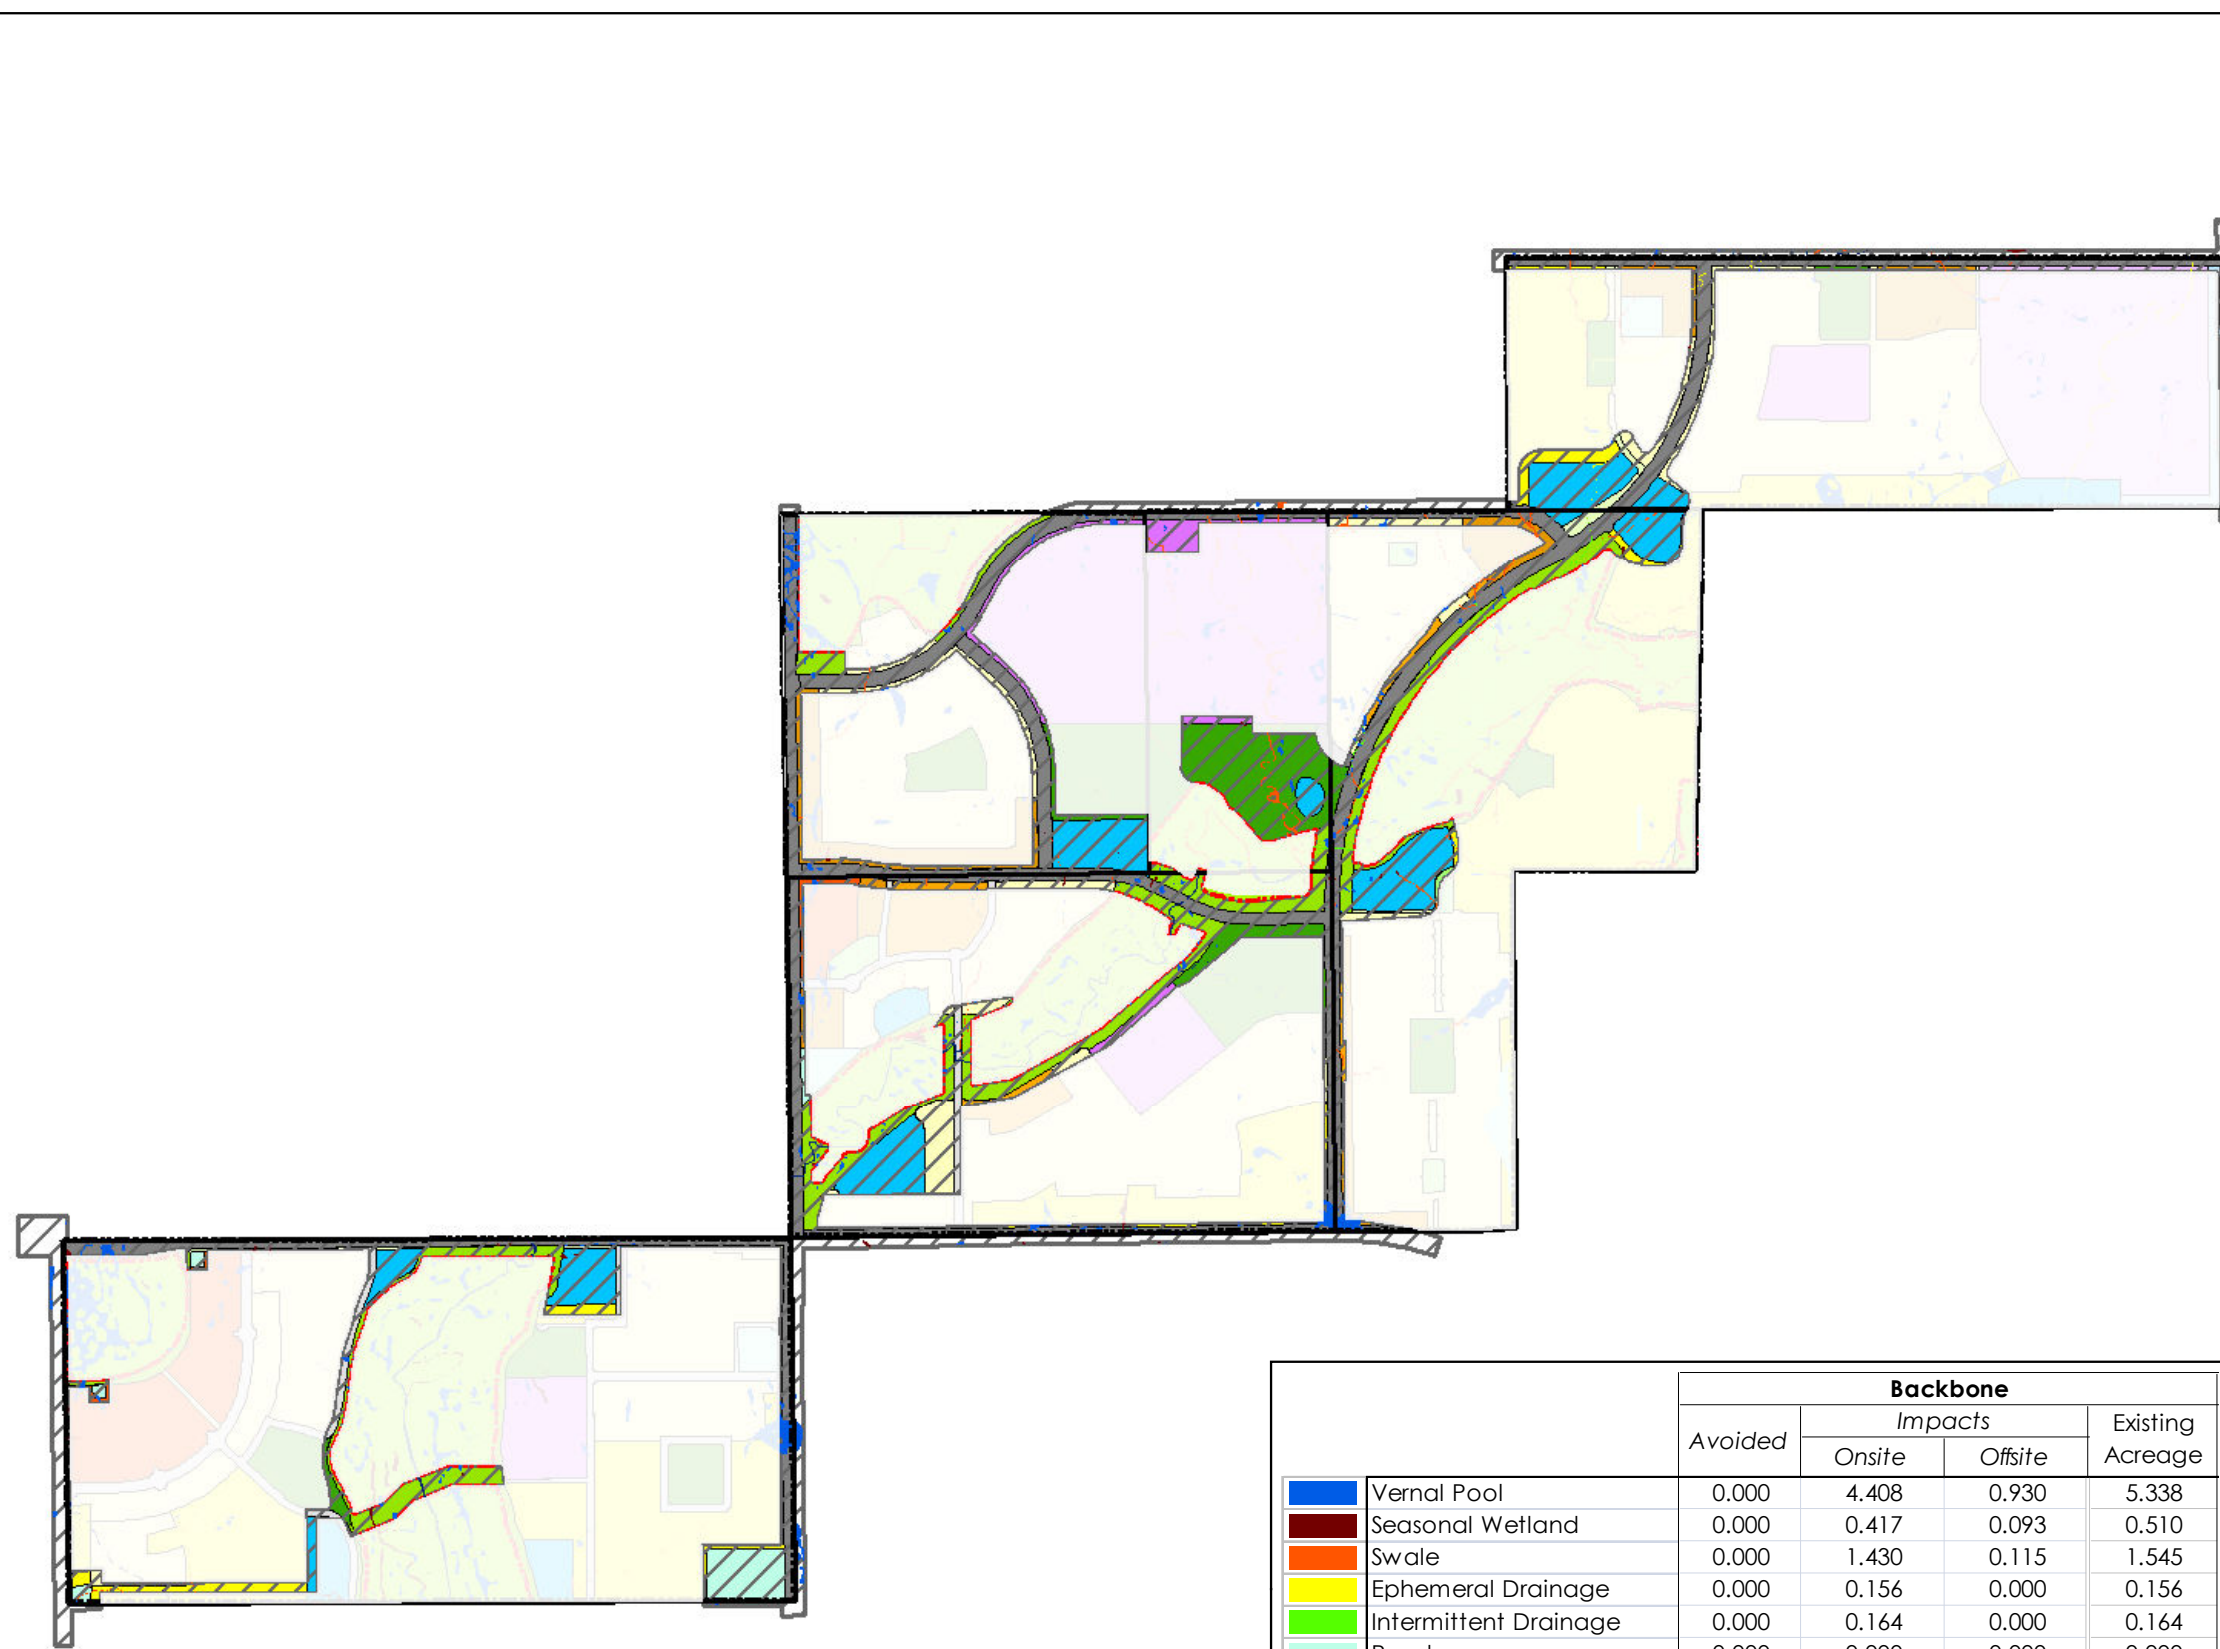 Backbone
Avoided Impacts Existing Acreage
Onsite Offsite
Vernal Pool 0.000 4.408 0.930 5.338
Seasonal Wetland 0.000 0.417 0.093 0.510
Swale 0.000 1.430 0.115 1.545
Ephemeral Drainage 0.000 0.156 0.000 0.156
Intermittent Drainage 0.000 0.164 0.000 0.164